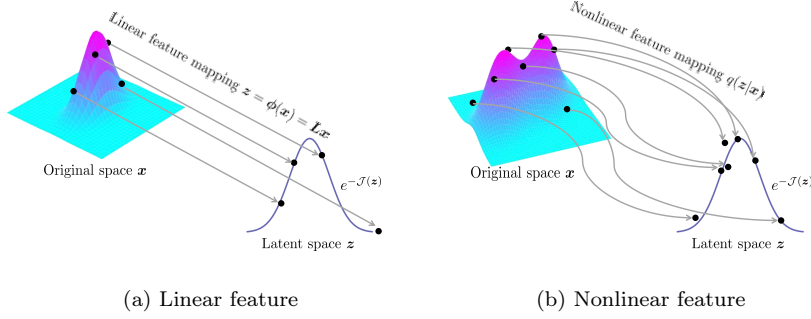 Linear feature mapping z = ϕ(x) = Lx
Original space x
e^{-𝒥(z)}
Latent space z
(a) Linear feature
Nonlinear feature mapping q(z|x)
Original space x
e^{-𝒥(z)}
Latent space z
(b) Nonlinear feature